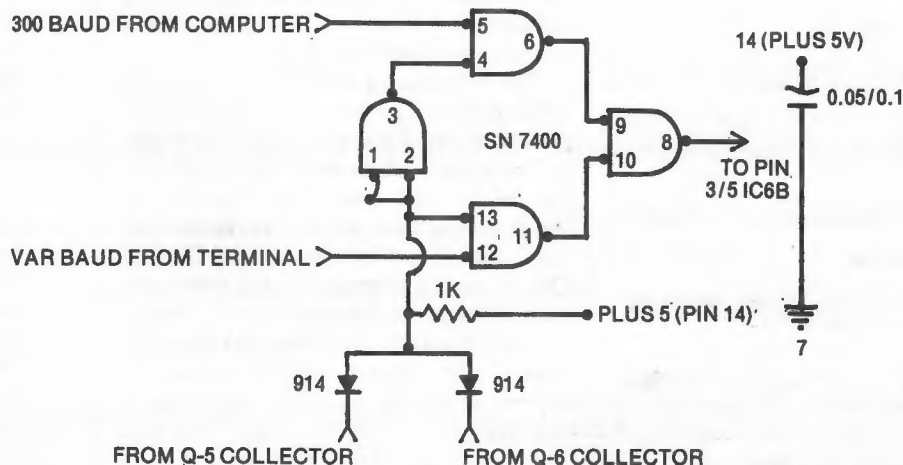 300 BAUD FROM COMPUTER
5
4
6
14 (PLUS 5V)
0.05/0.1
3
SN 7400
9
10
8
1
2
TO PIN
3/5 IC6B
13
12
11
VAR BAUD FROM TERMINAL
1K
PLUS 5 (PIN 14)
7
914
914
FROM Q-5 COLLECTOR
FROM Q-6 COLLECTOR